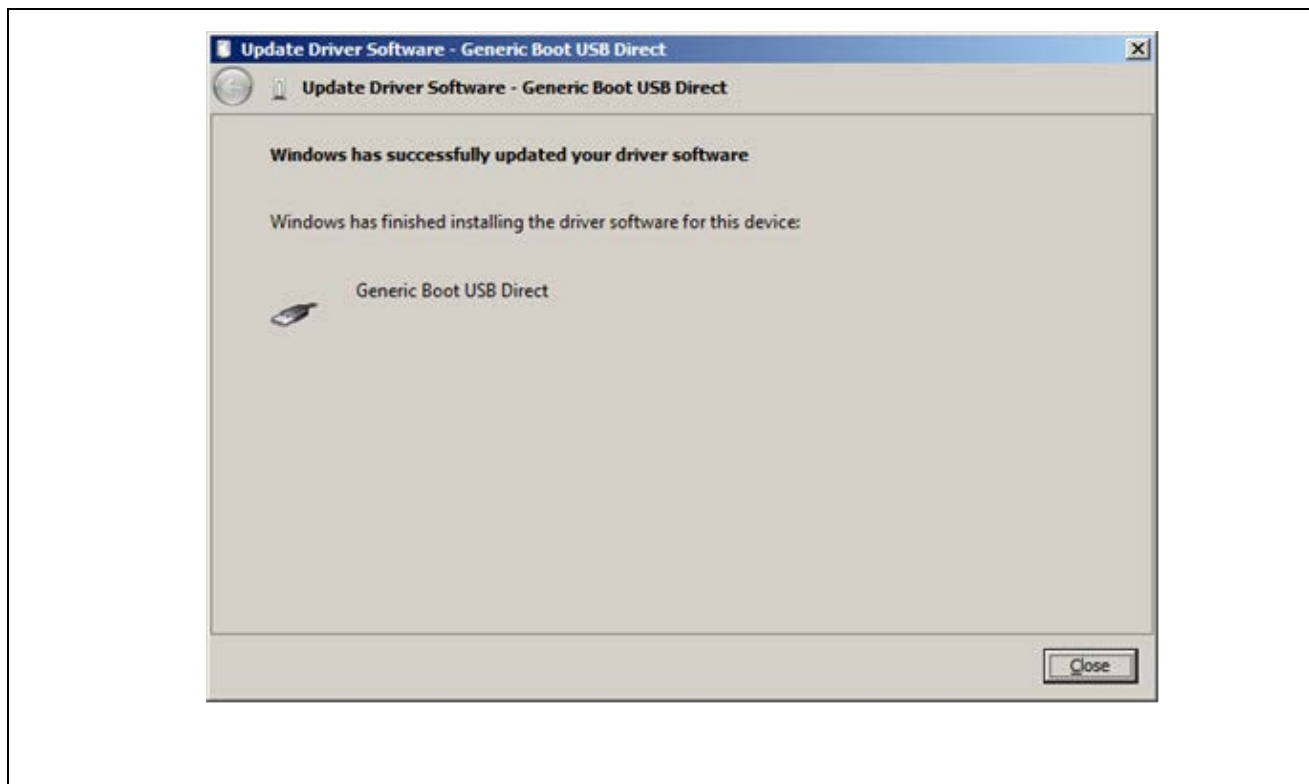 Update Driver Software - Generic Boot USB Direct
Update Driver Software - Generic Boot USB Direct
Windows has successfully updated your driver software
Windows has finished installing the driver software for this device:
Generic Boot USB Direct
Close